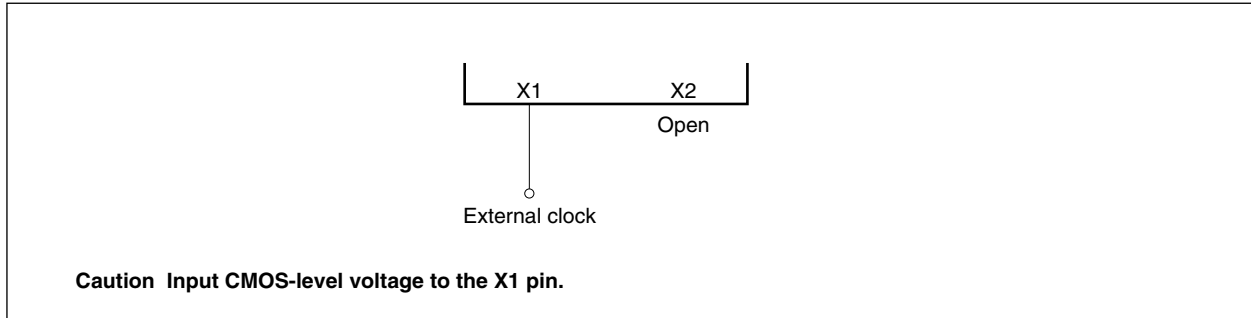 X1 X2
Open
External clock
Caution Input CMOS-level voltage to the X1 pin.